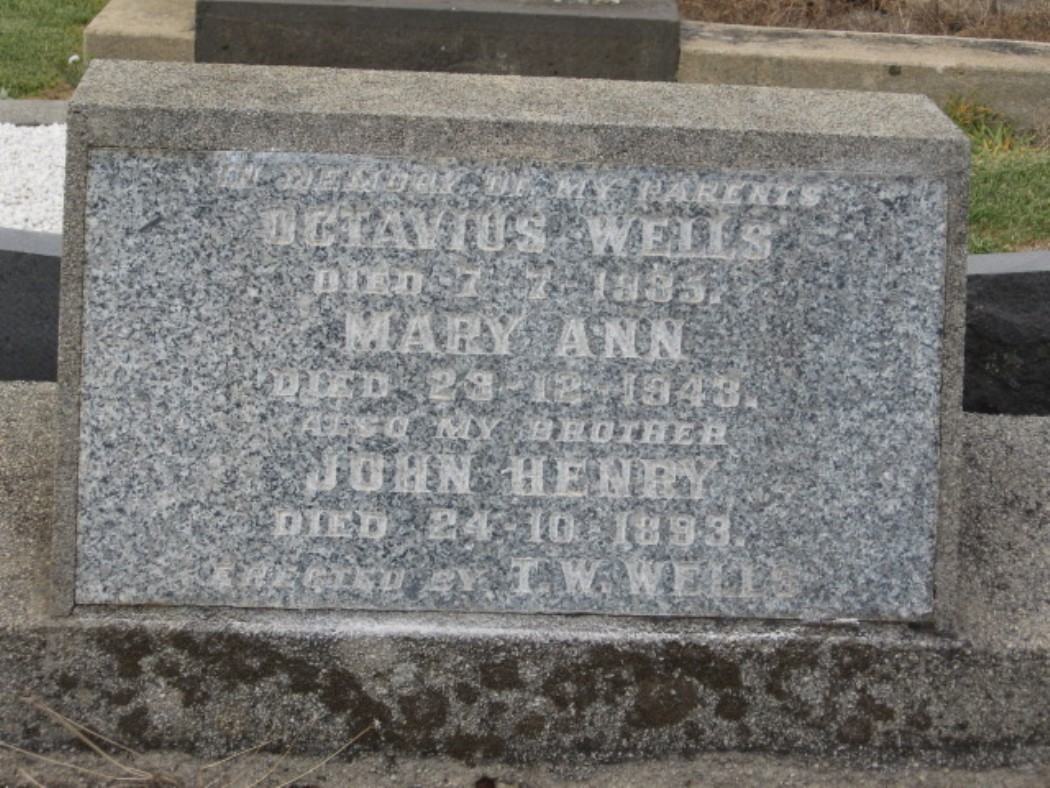 IN MEMORY OF MY PARENTS
OCTAVIUS WELLS
DIED 7-7-1935.
MARY ANN
DIED 23-12-1943.
ALSO MY BROTHER
JOHN HENRY
DIED 24-10-1893.
ERECTED BY T.W. WELLS